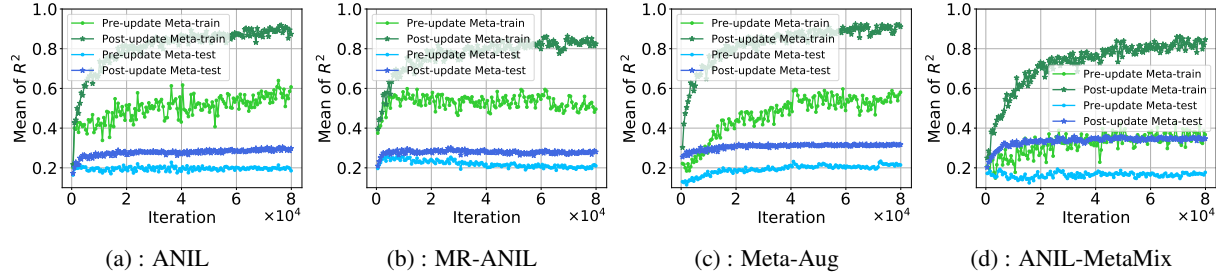 1.0
0.8
0.6
0.4
0.2
Mean of R²
Pre-update Meta-train
Post-update Meta-train
Pre-update Meta-test
Post-update Meta-test
0 2 4 6 8
Iteration ×10⁴
(a) : ANIL
1.0
0.8
0.6
0.4
0.2
Mean of R²
Pre-update Meta-train
Post-update Meta-train
Pre-update Meta-test
Post-update Meta-test
0 2 4 6 8
Iteration ×10⁴
(b) : MR-ANIL
1.0
0.8
0.6
0.4
0.2
Mean of R²
Pre-update Meta-train
Post-update Meta-train
Pre-update Meta-test
Post-update Meta-test
0 2 4 6 8
Iteration ×10⁴
(c) : Meta-Aug
1.0
0.8
0.6
0.4
0.2
Mean of R²
Pre-update Meta-train
Post-update Meta-train
Pre-update Meta-test
Post-update Meta-test
0 2 4 6 8
Iteration ×10⁴
(d) : ANIL-MetaMix